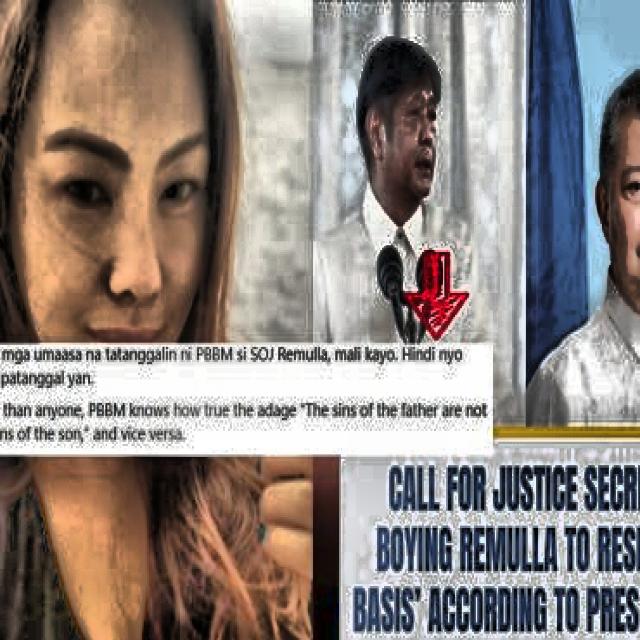 mga umaasa na tatanggalin ni PBBM si SOJ Remulla, mali kayo. Hindi nyo
patanggal yan.
than anyone, PBBM knows how true the adage "The sins of the father are not
ns of the son," and vice versa.
CALL FOR JUSTICE SECR
BOYING REMULLA TO RESI
BASIS' ACCORDING TO PRES